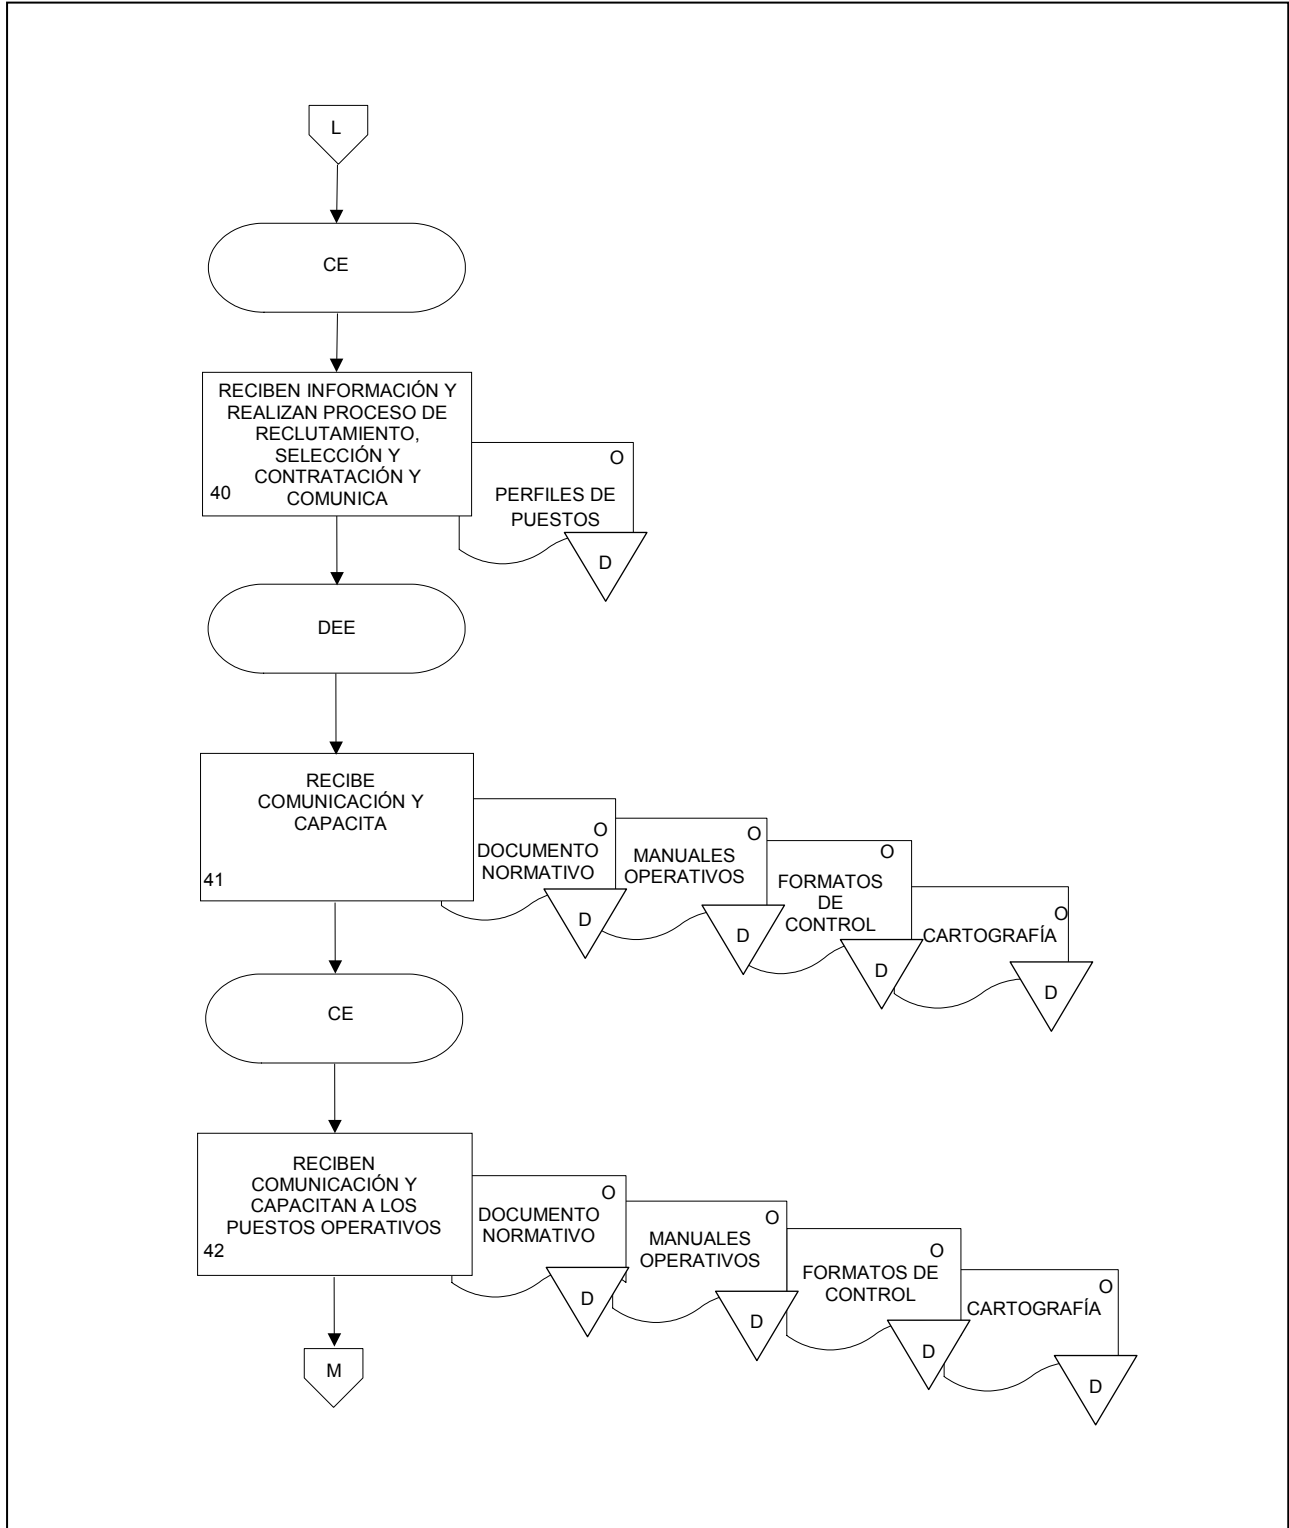 L
CE
RECIBEN INFORMACIÓN Y
REALIZAN PROCESO DE
RECLUTAMIENTO,
SELECCIÓN Y
CONTRATACIÓN Y
COMUNICA
40
O
PERFILES DE
PUESTOS
D
DEE
RECIBE
COMUNICACIÓN Y
CAPACITA
41
O
DOCUMENTO
NORMATIVO
D
O
MANUALES
OPERATIVOS
D
O
FORMATOS
DE
CONTROL
D
O
CARTOGRAFÍA
D
CE
RECIBEN
COMUNICACIÓN Y
CAPACITAN A LOS
PUESTOS OPERATIVOS
42
O
DOCUMENTO
NORMATIVO
D
O
MANUALES
OPERATIVOS
D
O
FORMATOS DE
CONTROL
D
O
CARTOGRAFÍA
D
M